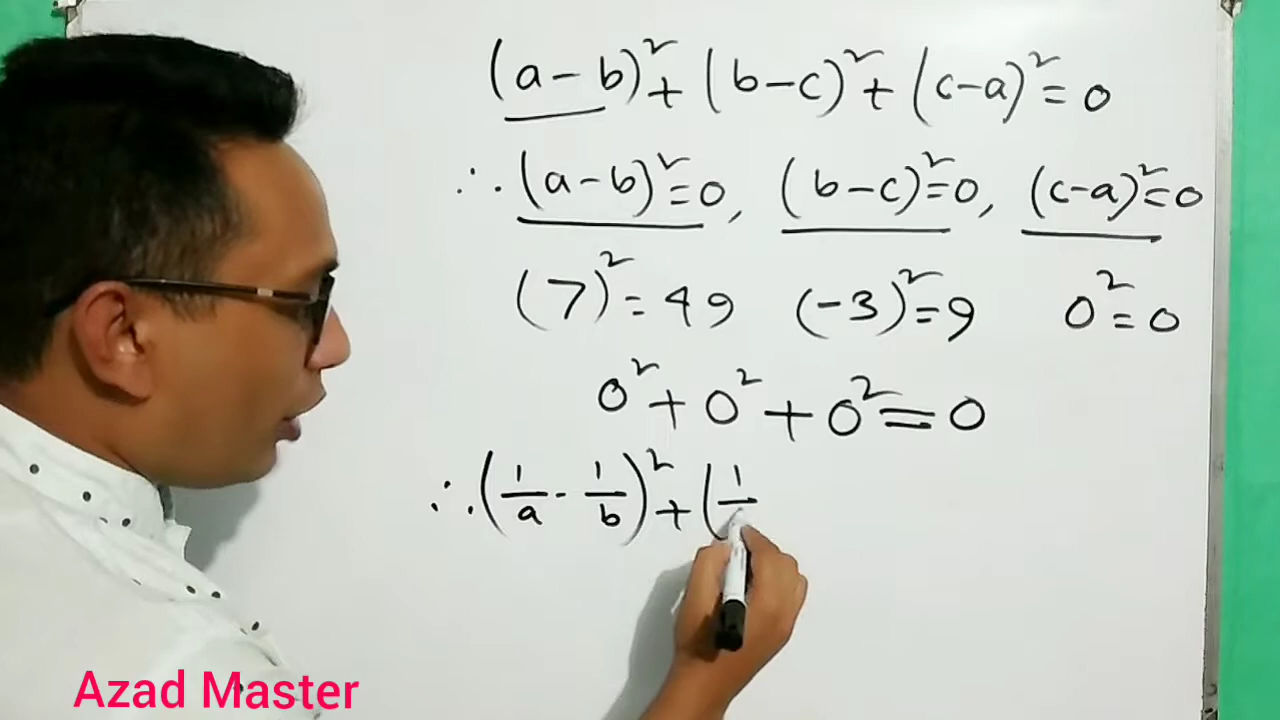 (a-b)²+(b-c)²+(c-a)²=0
∴(a-b)²=0, (b-c)²=0, (c-a)²=0
(7)²=49 (-3)²=9 0²=0
0²+0²+0²=0
∴(1/a - 1/b)²+(1/
Azad Master